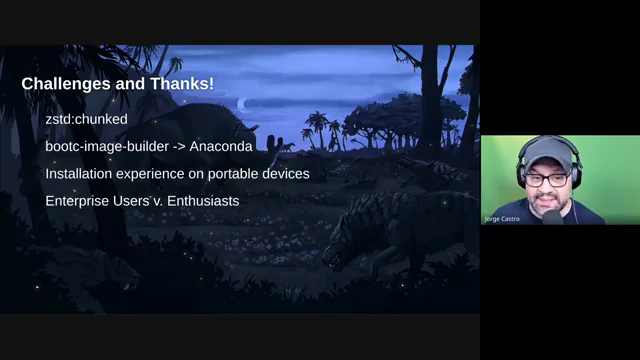 Challenges and Thanks!
zstd:chunked
bootc-image-builder -> Anaconda
Installation experience on portable devices
Enterprise Users v. Enthusiasts
Jorge Castro